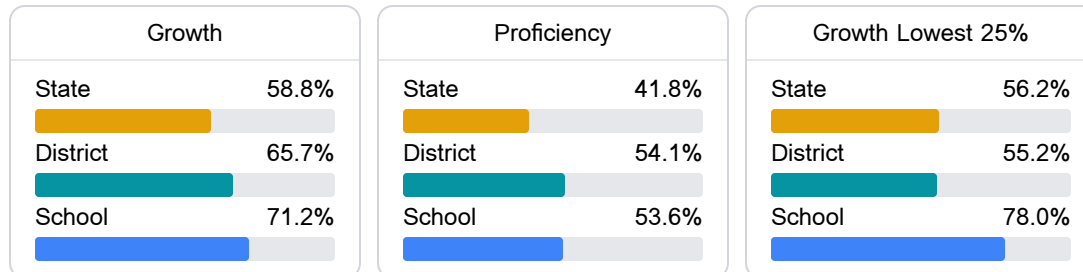 Growth
State 58.8%
District 65.7%
School 71.2%
Proficiency
State 41.8%
District 54.1%
School 53.6%
Growth Lowest 25%
State 56.2%
District 55.2%
School 78.0%